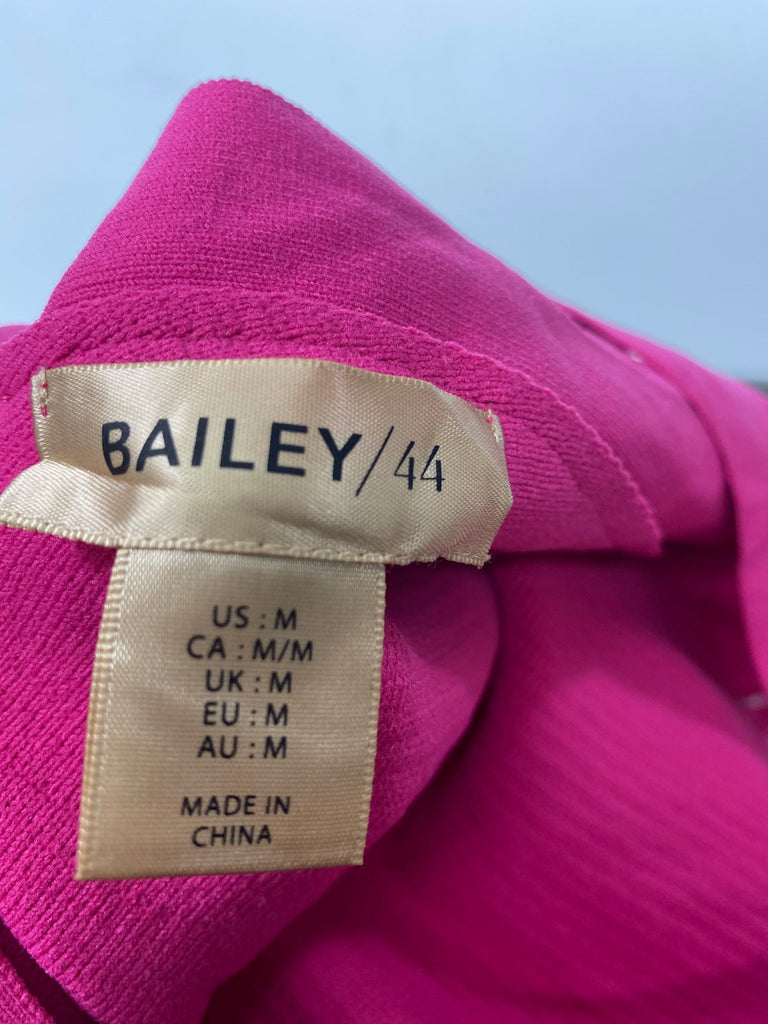 BAILEY/44
US : M
CA : M/M
UK : M
EU : M
AU : M
MADE IN
CHINA